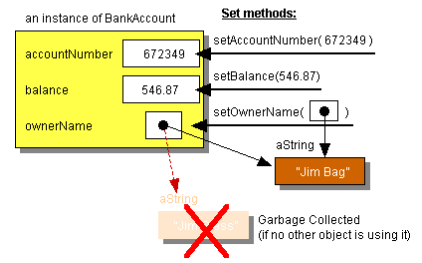 an instance of BankAccount
Set methods:
accountNumber
672349
setAccountNumber( 672349 )
balance
546.87
setBalance(546.87)
ownerName
setOwnerName( )
aString
"Jim Bag"
aString
Garbage Collected
(if no other object is using it)